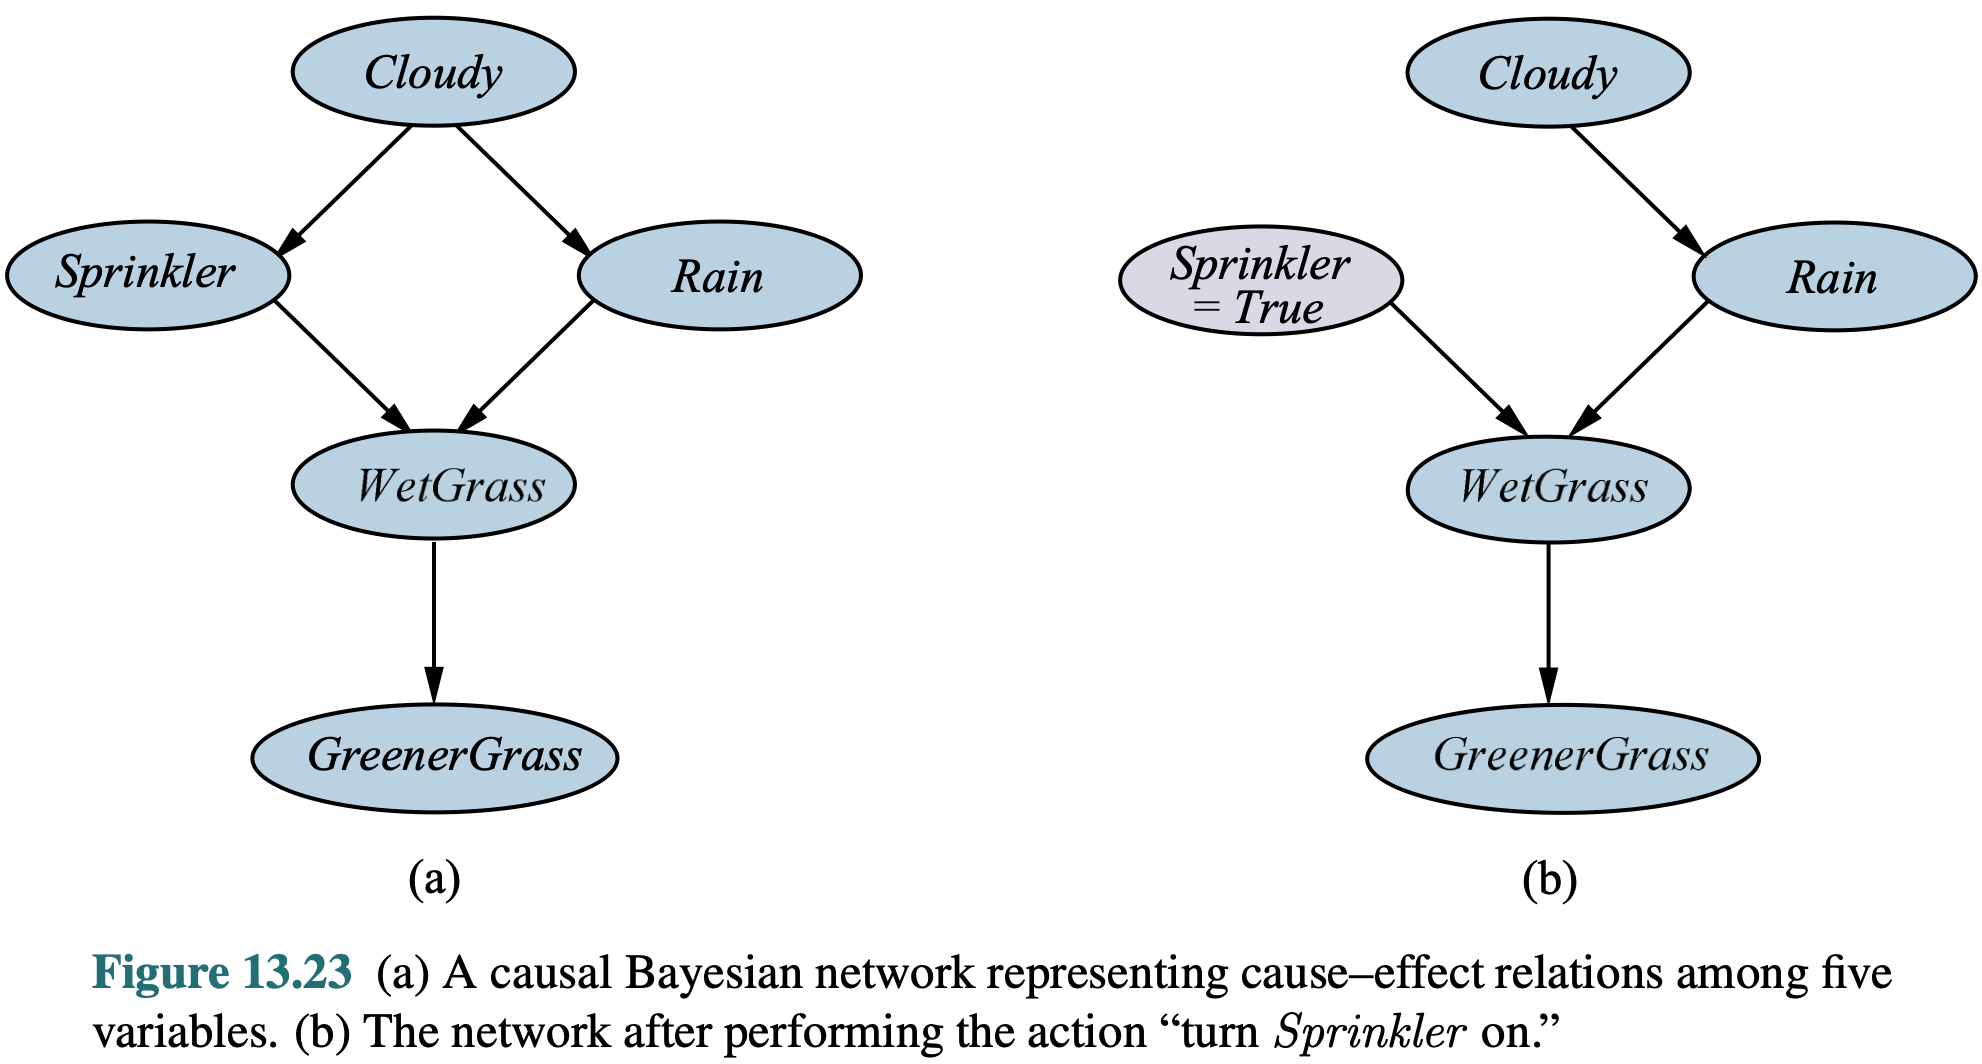 Cloudy
Sprinkler
Rain
WetGrass
GreenerGrass
(a)
Cloudy
Sprinkler
= True
Rain
WetGrass
GreenerGrass
(b)
Figure 13.23 (a) A causal Bayesian network representing cause–effect relations among five
variables. (b) The network after performing the action “turn Sprinkler on.”